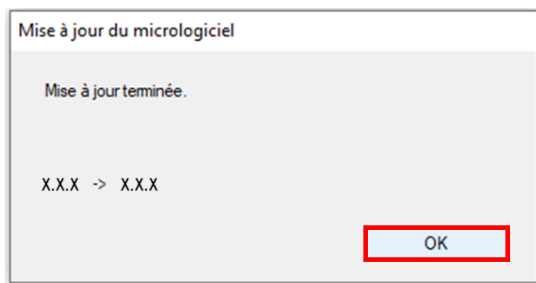 Mise à jour du micrologiciel
Mise à jour terminée.
X.X.X -> X.X.X
OK